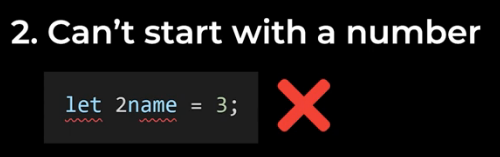 2. Can’t start with a number
let 2name = 3;